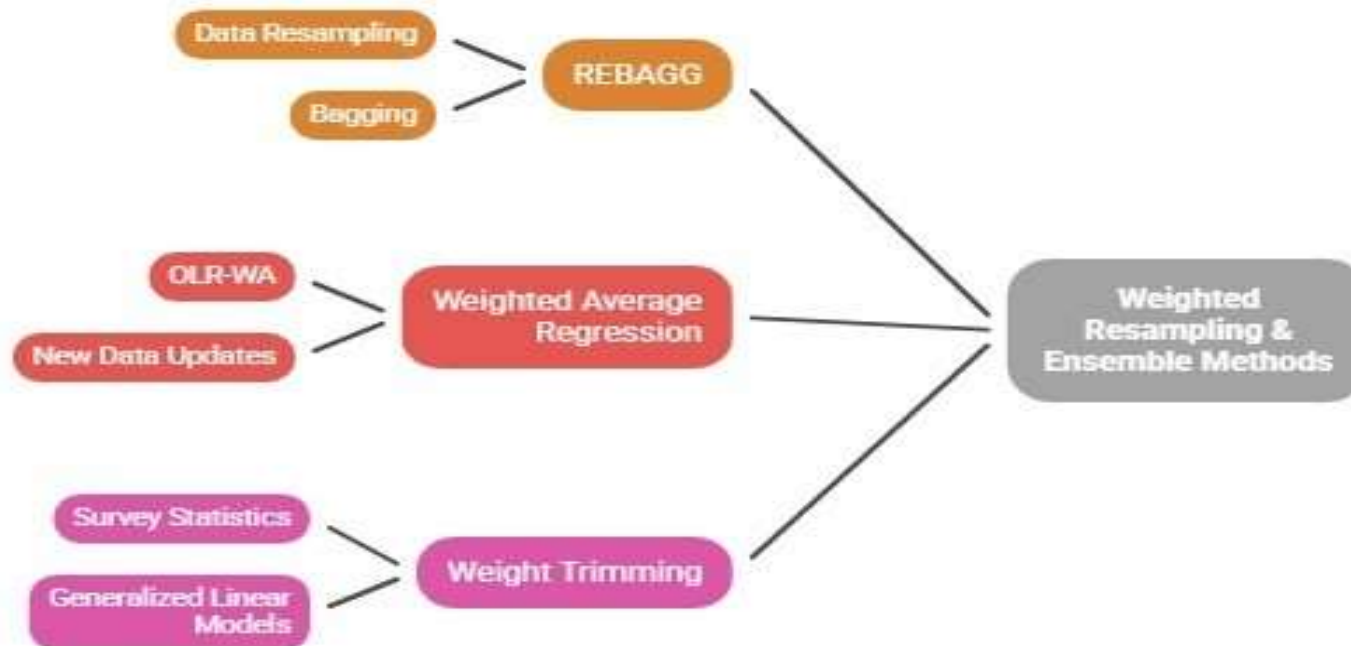 Data Resampling
REBAGG
Bagging
OLR-WA
Weighted Average
Regression
New Data Updates
Weighted
Resampling &
Ensemble Methods
Survey Statistics
Weight Trimming
Generalized Linear
Models